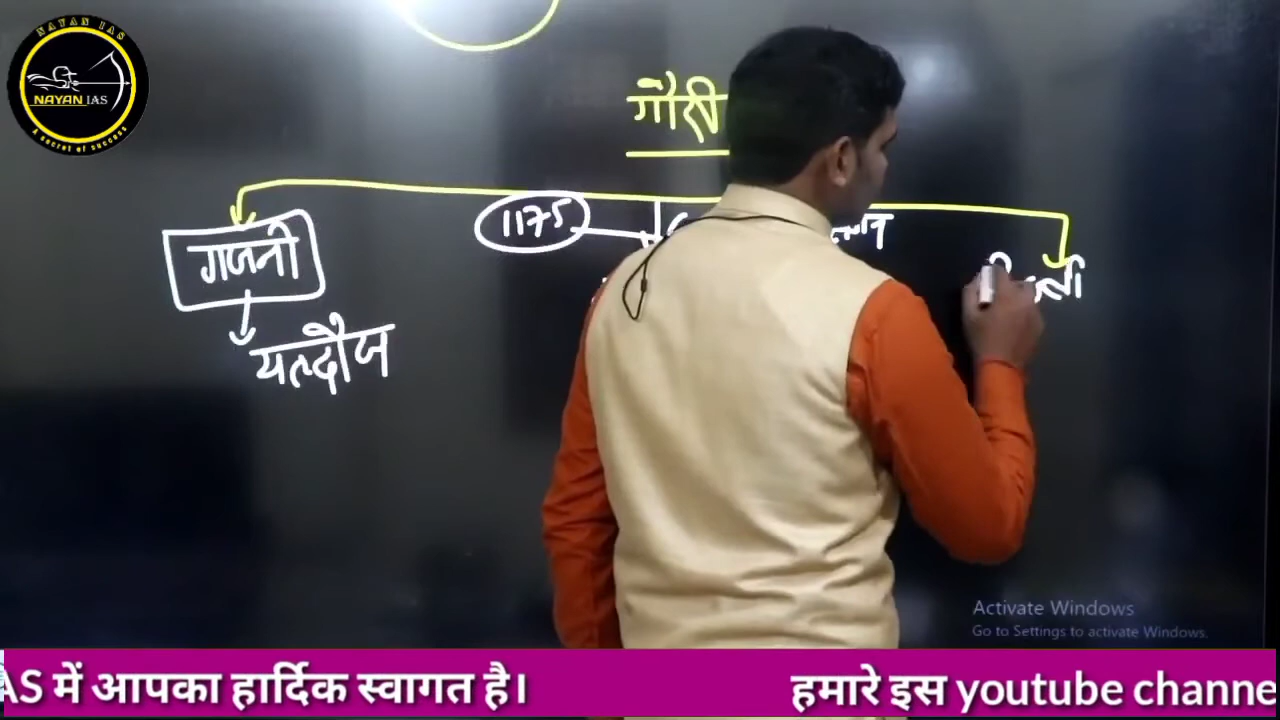 NAYAN IAS
NAYAN IAS
A secret of success
गौरी
1175
गजनी
यल्दौज
Activate Windows
Go to Settings to activate Windows.
AS में आपका हार्दिक स्वागत है।
हमारे इस youtube channe